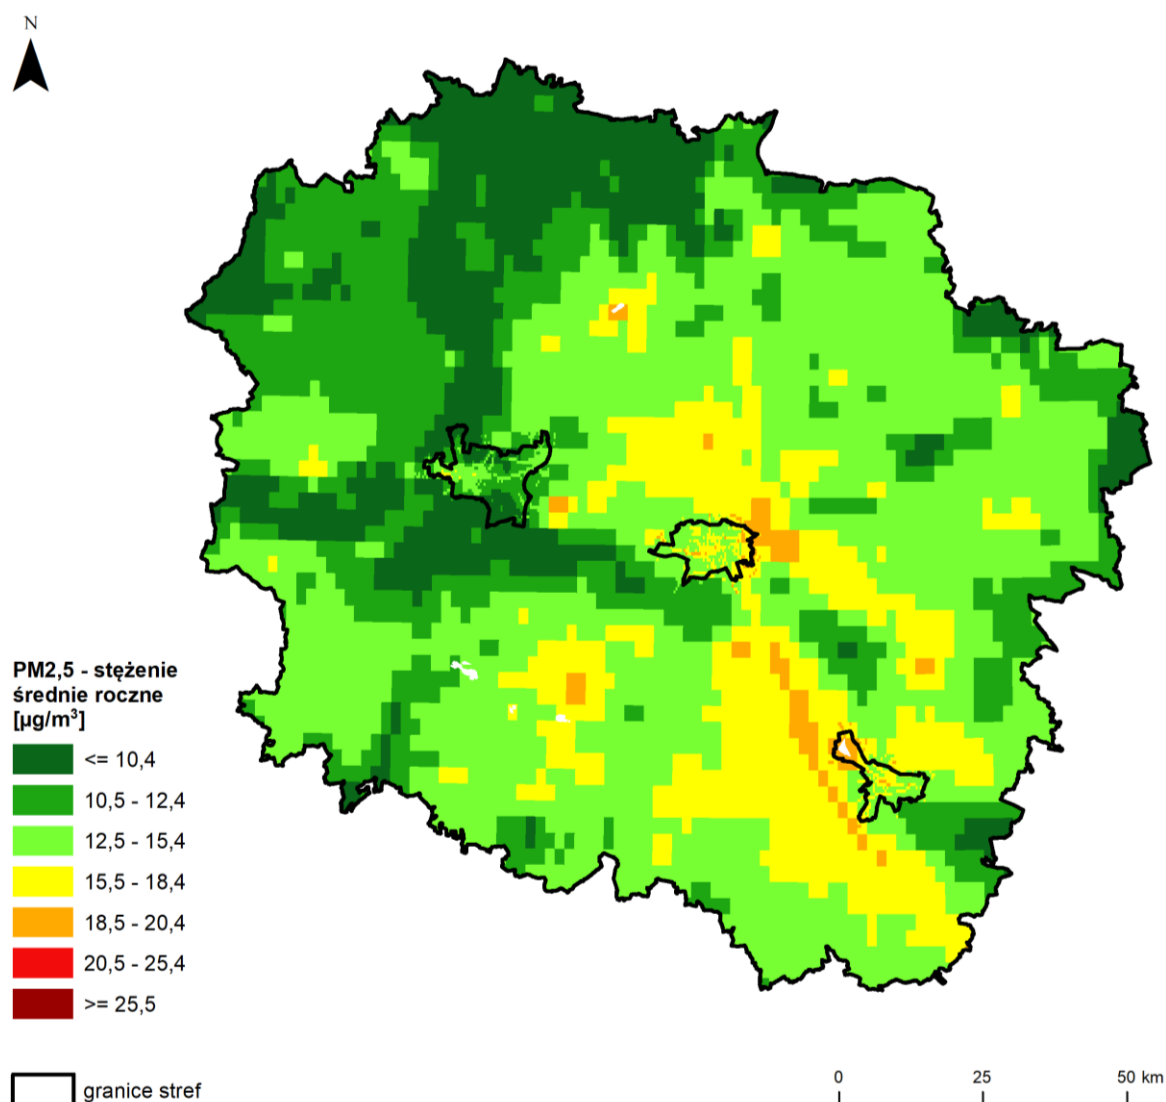 N
PM2,5 - stężenie
średnie roczne
[µg/m³]
<= 10,4
10,5 - 12,4
12,5 - 15,4
15,5 - 18,4
18,5 - 20,4
20,5 - 25,4
>= 25,5
granice stref
0 25 50 km